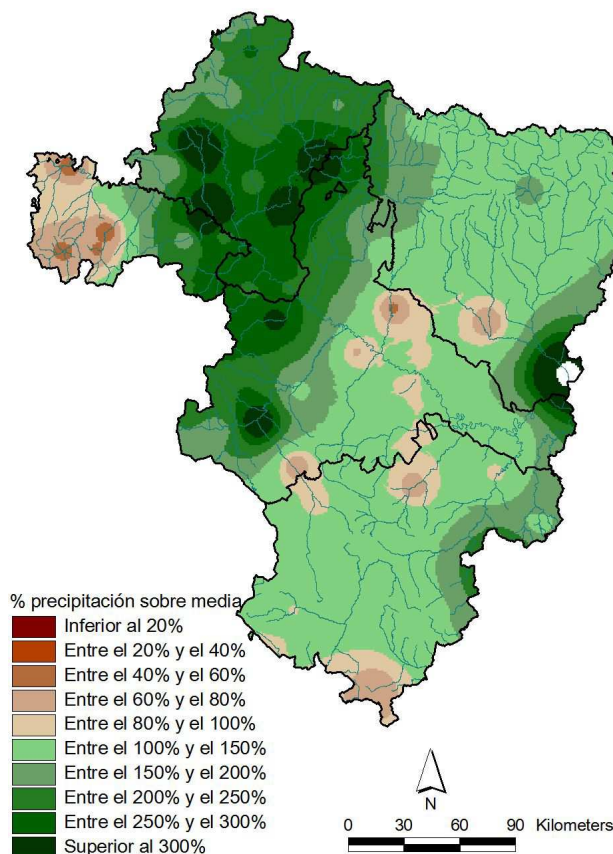 % precipitación sobre media
Inferior al 20%
Entre el 20% y el 40%
Entre el 40% y el 60%
Entre el 60% y el 80%
Entre el 80% y el 100%
Entre el 100% y el 150%
Entre el 150% y el 200%
Entre el 200% y el 250%
Entre el 250% y el 300%
Superior al 300%
N
0 30 60 90 Kilometers